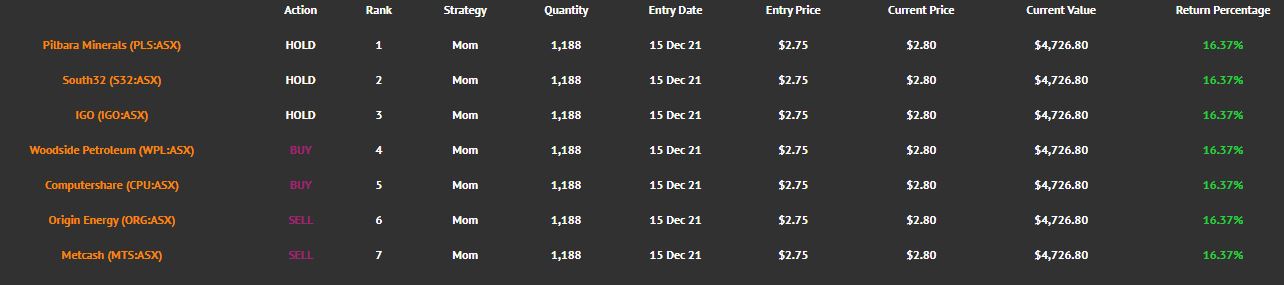 Action Rank Strategy Quantity Entry Date Entry Price Current Price Current Value Return Percentage
Pilbara Minerals (PLS:ASX) HOLD 1 Mom 1,188 15 Dec 21 $2.75 $2.80 $4,726.80 16.37%
South32 (S32:ASX) HOLD 2 Mom 1,188 15 Dec 21 $2.75 $2.80 $4,726.80 16.37%
IGO (IGO:ASX) HOLD 3 Mom 1,188 15 Dec 21 $2.75 $2.80 $4,726.80 16.37%
Woodside Petroleum (WPL:ASX) BUY 4 Mom 1,188 15 Dec 21 $2.75 $2.80 $4,726.80 16.37%
Computershare (CPU:ASX) BUY 5 Mom 1,188 15 Dec 21 $2.75 $2.80 $4,726.80 16.37%
Origin Energy (ORG:ASX) SELL 6 Mom 1,188 15 Dec 21 $2.75 $2.80 $4,726.80 16.37%
Metcash (MTS:ASX) SELL 7 Mom 1,188 15 Dec 21 $2.75 $2.80 $4,726.80 16.37%